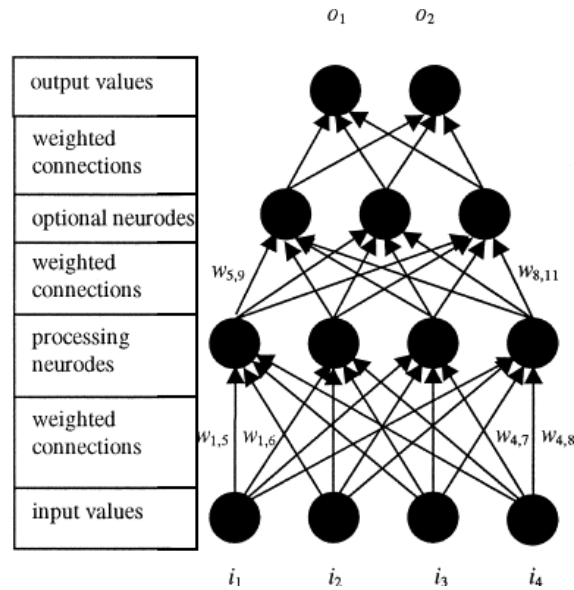 o1 o2
output values
weighted
connections
optional neurodes
weighted
connections
w5,9 w8,11
processing
neurodes
weighted
connections
w1,5 w1,6 w4,7 w4,8
input values
i1 i2 i3 i4